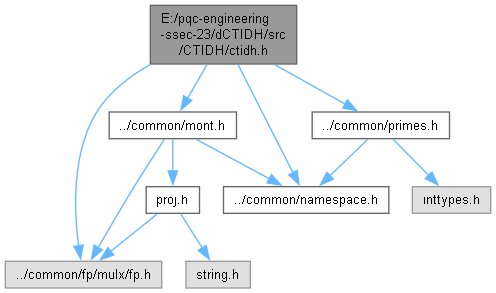 E:/pqc-engineering
-ssec-23/dCTIDH/src
/CTIDH/ctidh.h
../common/mont.h
../common/primes.h
proj.h
../common/namespace.h
inttypes.h
../common/fp/mulx/fp.h
string.h